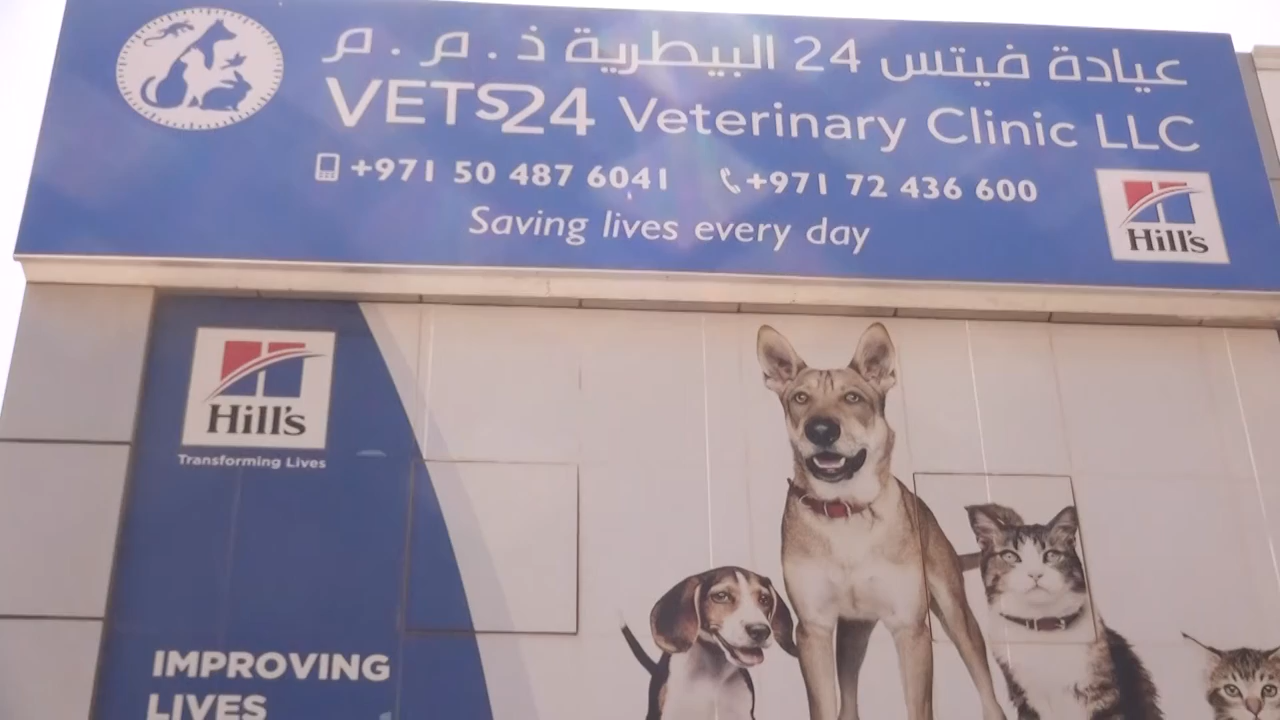 عيادة فيتس 24 البيطرية ذ . م . م
VETS24 Veterinary Clinic LLC
+971 50 487 6041 +971 72 436 600
Saving lives every day
Hill's
Hill's
Transforming Lives
IMPROVING
LIVES